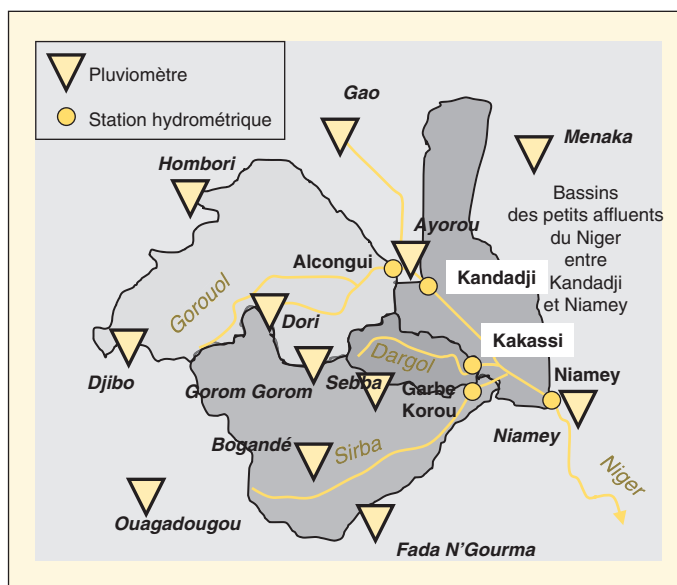 Pluviomètre
Station hydrométrique
Gao
Menaka
Hombori
Bassins
des petits affluents
du Niger
entre
Kandadji
et Niamey
Ayorou
Alcongui
Kandadji
Gorouol
Dori
Kakassi
Djibo
Gorom Gorom
Sebba
Dargol
Garbe
Korou
Niamey
Niamey
Bogandé
Sirba
Niger
Ouagadougou
Fada N'Gourma